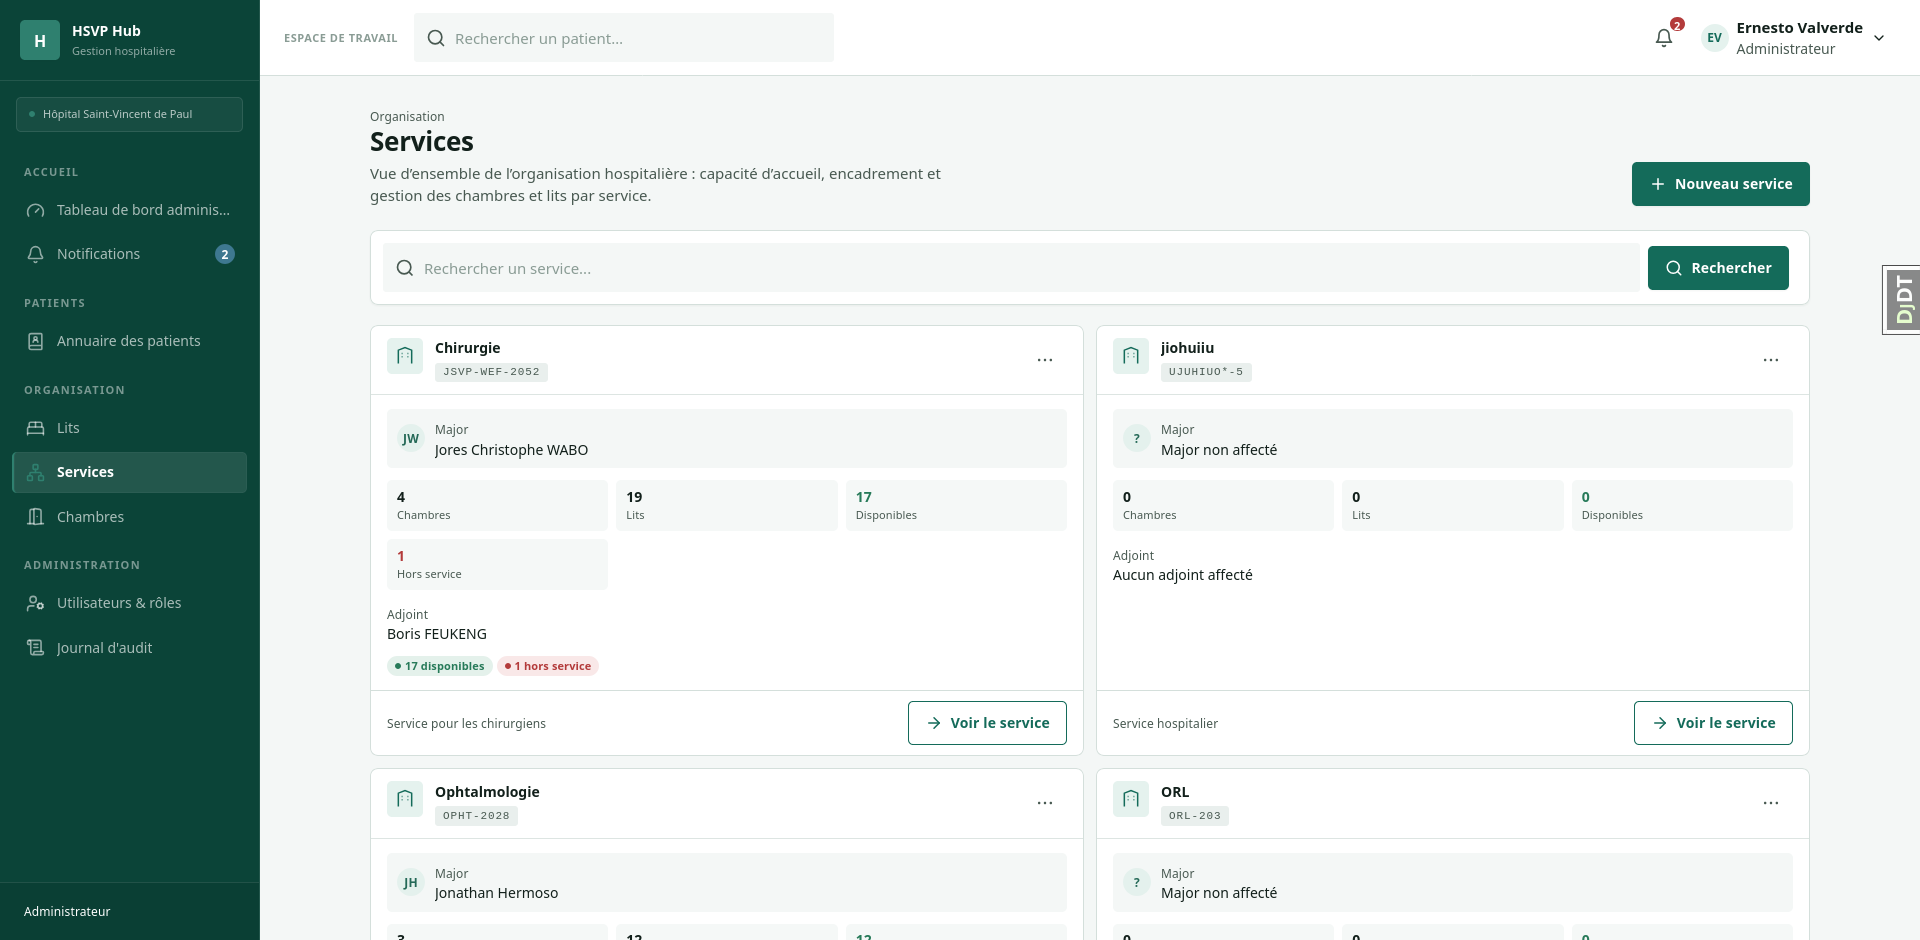 H
HSVP Hub
Gestion hospitalière
Hôpital Saint-Vincent de Paul
ACCUEIL
Tableau de bord adminis...
Notifications
2
PATIENTS
Annuaire des patients
ORGANISATION
Lits
Services
Chambres
ADMINISTRATION
Utilisateurs & rôles
Journal d'audit
Administrateur
ESPACE DE TRAVAIL
Rechercher un patient...
2
EV
Ernesto Valverde
Administrateur
Organisation
Services
Vue d’ensemble de l’organisation hospitalière : capacité d’accueil, encadrement et
gestion des chambres et lits par service.
Nouveau service
Rechercher un service...
Rechercher
DjDT
Chirurgie
JSVP-WEF-2052
...
JW
Major
Jores Christophe WABO
4
Chambres
19
Lits
17
Disponibles
1
Hors service
Adjoint
Boris FEUKENG
17 disponibles
1 hors service
Service pour les chirurgiens
Voir le service
jiohuiiu
UJUHIUO*-5
...
?
Major
Major non affecté
0
Chambres
0
Lits
0
Disponibles
Adjoint
Aucun adjoint affecté
Service hospitalier
Voir le service
Ophtalmologie
OPHT-2028
...
JH
Major
Jonathan Hermoso
3
12
12
ORL
ORL-203
...
?
Major
Major non affecté
0
0
0